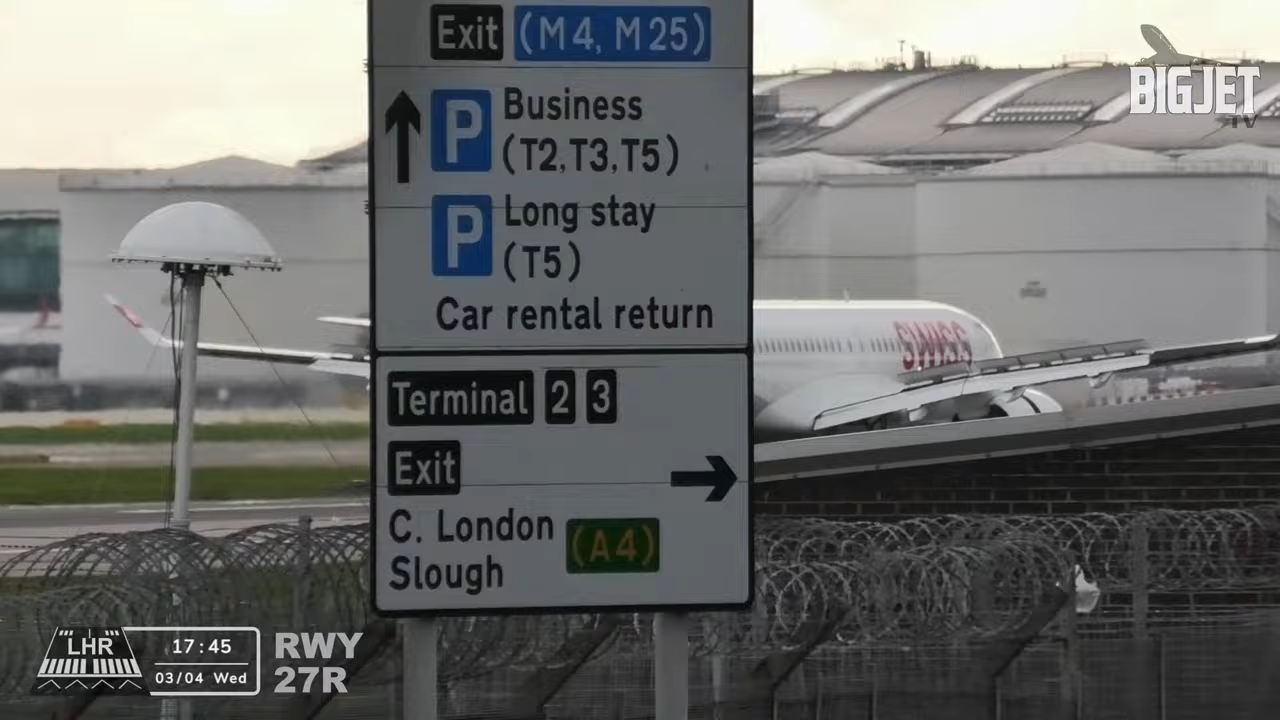 Exit (M4, M25)
P Business
(T2, T3, T5)
P Long stay
(T5)
Car rental return
Terminal 2 3
Exit
C. London (A4)
Slough
BIGJET
TV
SWISS
LHR
17:45
03/04 Wed
RWY
27R